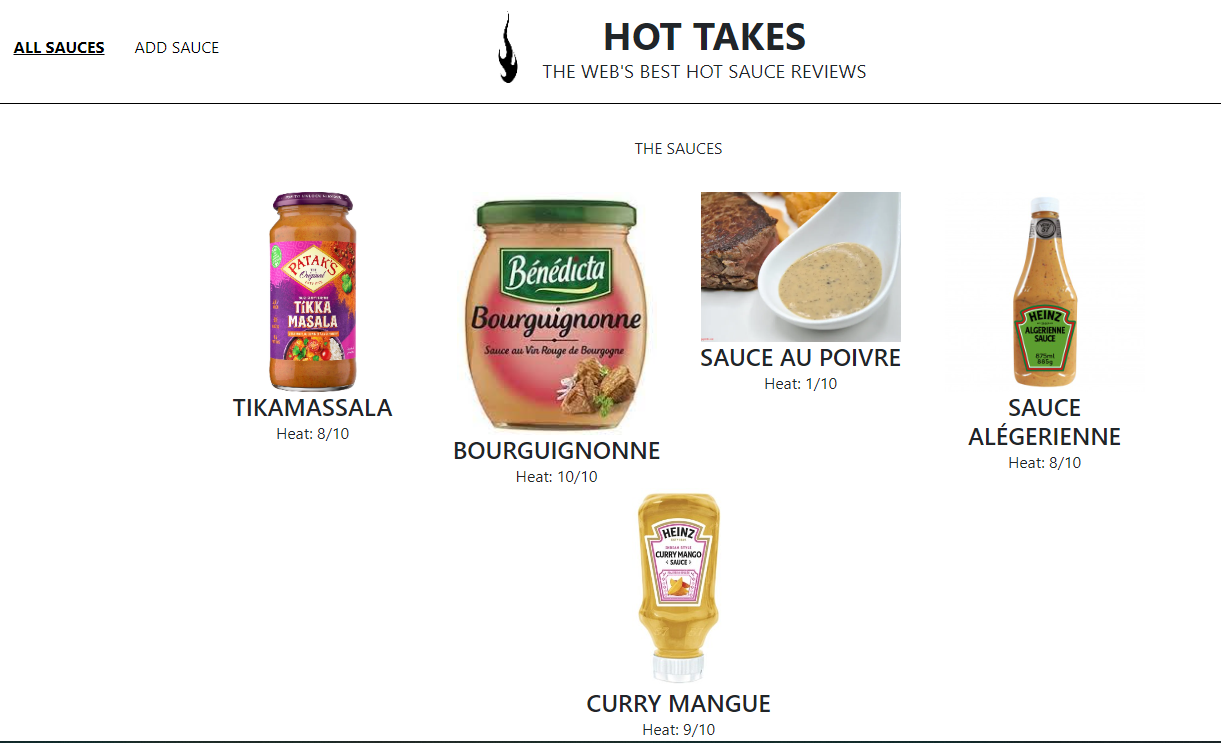 ALL SAUCES
ADD SAUCE
HOT TAKES
THE WEB'S BEST HOT SAUCE REVIEWS
THE SAUCES
PATAK'S
Original
TIKKA
MASALA
TIKAMASSALA
Heat: 8/10
Bénédicta
Bourguignonne
Sauce au Vin Rouge de Bourgogne
BOURGUIGNONNE
Heat: 10/10
SAUCE AU POIVRE
Heat: 1/10
HEINZ
ALGERIENNE
SAUCE
875ml
885g
SAUCE
ALÉGERIENNE
Heat: 8/10
HEINZ
CURRY MANGO
SAUCE
CURRY MANGUE
Heat: 9/10